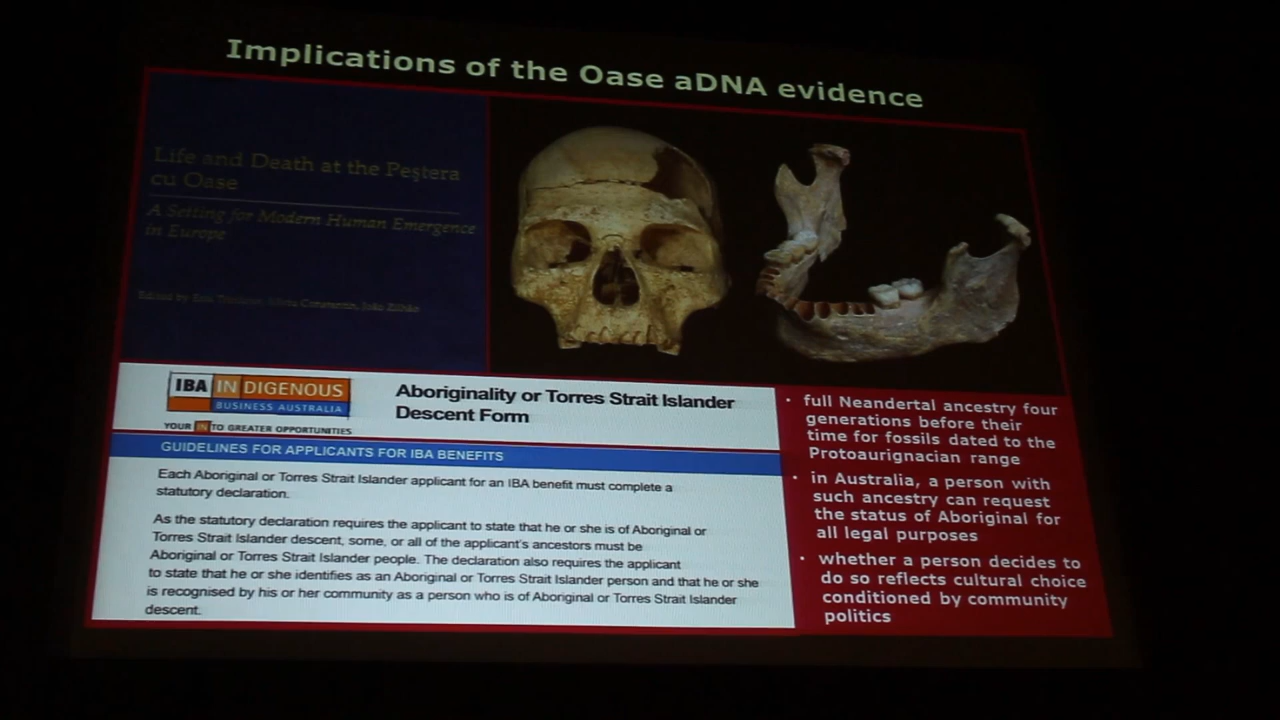 Implications of the Oase aDNA evidence
Life and Death at the Peştera
cu Oase
A Setting for Modern Human Emergence
in Europe
Edited by Erik Trinkaus, Silviu Constantin, João Zilhão
IBA INDIGENOUS
BUSINESS AUSTRALIA
YOUR IN TO GREATER OPPORTUNITIES
Aboriginality or Torres Strait Islander
Descent Form
GUIDELINES FOR APPLICANTS FOR IBA BENEFITS
Each Aboriginal or Torres Strait Islander applicant for an IBA benefit must complete a
statutory declaration.
As the statutory declaration requires the applicant to state that he or she is of Aboriginal or
Torres Strait Islander descent, some, or all of the applicant's ancestors must be
Aboriginal or Torres Strait Islander people. The declaration also requires the applicant
to state that he or she identifies as an Aboriginal or Torres Strait Islander person and that he or she
is recognised by his or her community as a person who is of Aboriginal or Torres Strait Islander
descent.
• full Neandertal ancestry four
generations before their
time for fossils dated to the
Protoaurignacian range
• in Australia, a person with
such ancestry can request
the status of Aboriginal for
all legal purposes
• whether a person decides to
do so reflects cultural choice
conditioned by community
politics